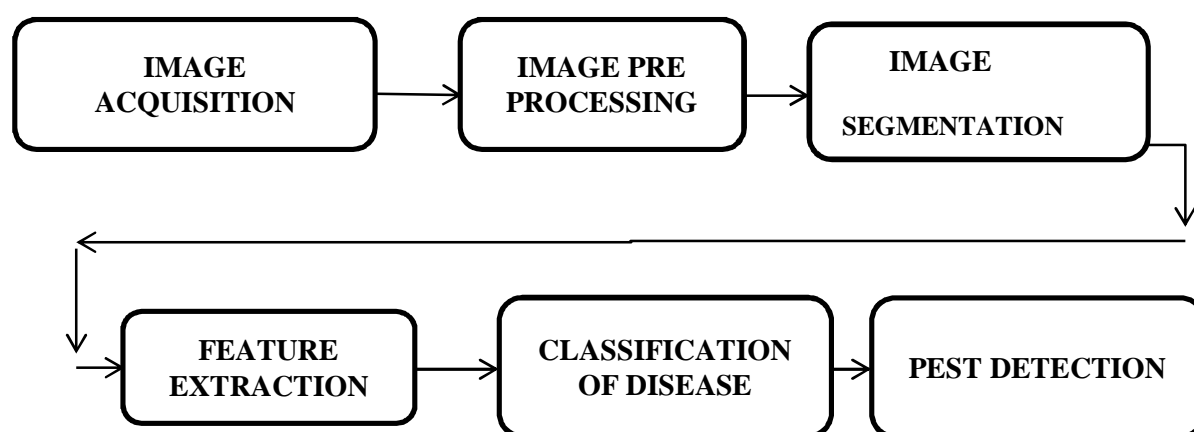 IMAGE
ACQUISITION
IMAGE PRE
PROCESSING
IMAGE
SEGMENTATION
FEATURE
EXTRACTION
CLASSIFICATION
OF DISEASE
PEST DETECTION